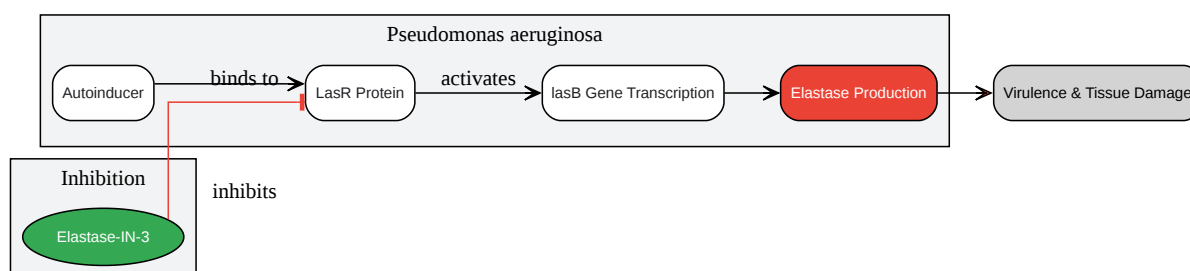 Pseudomonas aeruginosa
Autoinducer
binds to
LasR Protein
activates
lasB Gene Transcription
Elastase Production
Virulence & Tissue Damage
Inhibition
inhibits
Elastase-IN-3